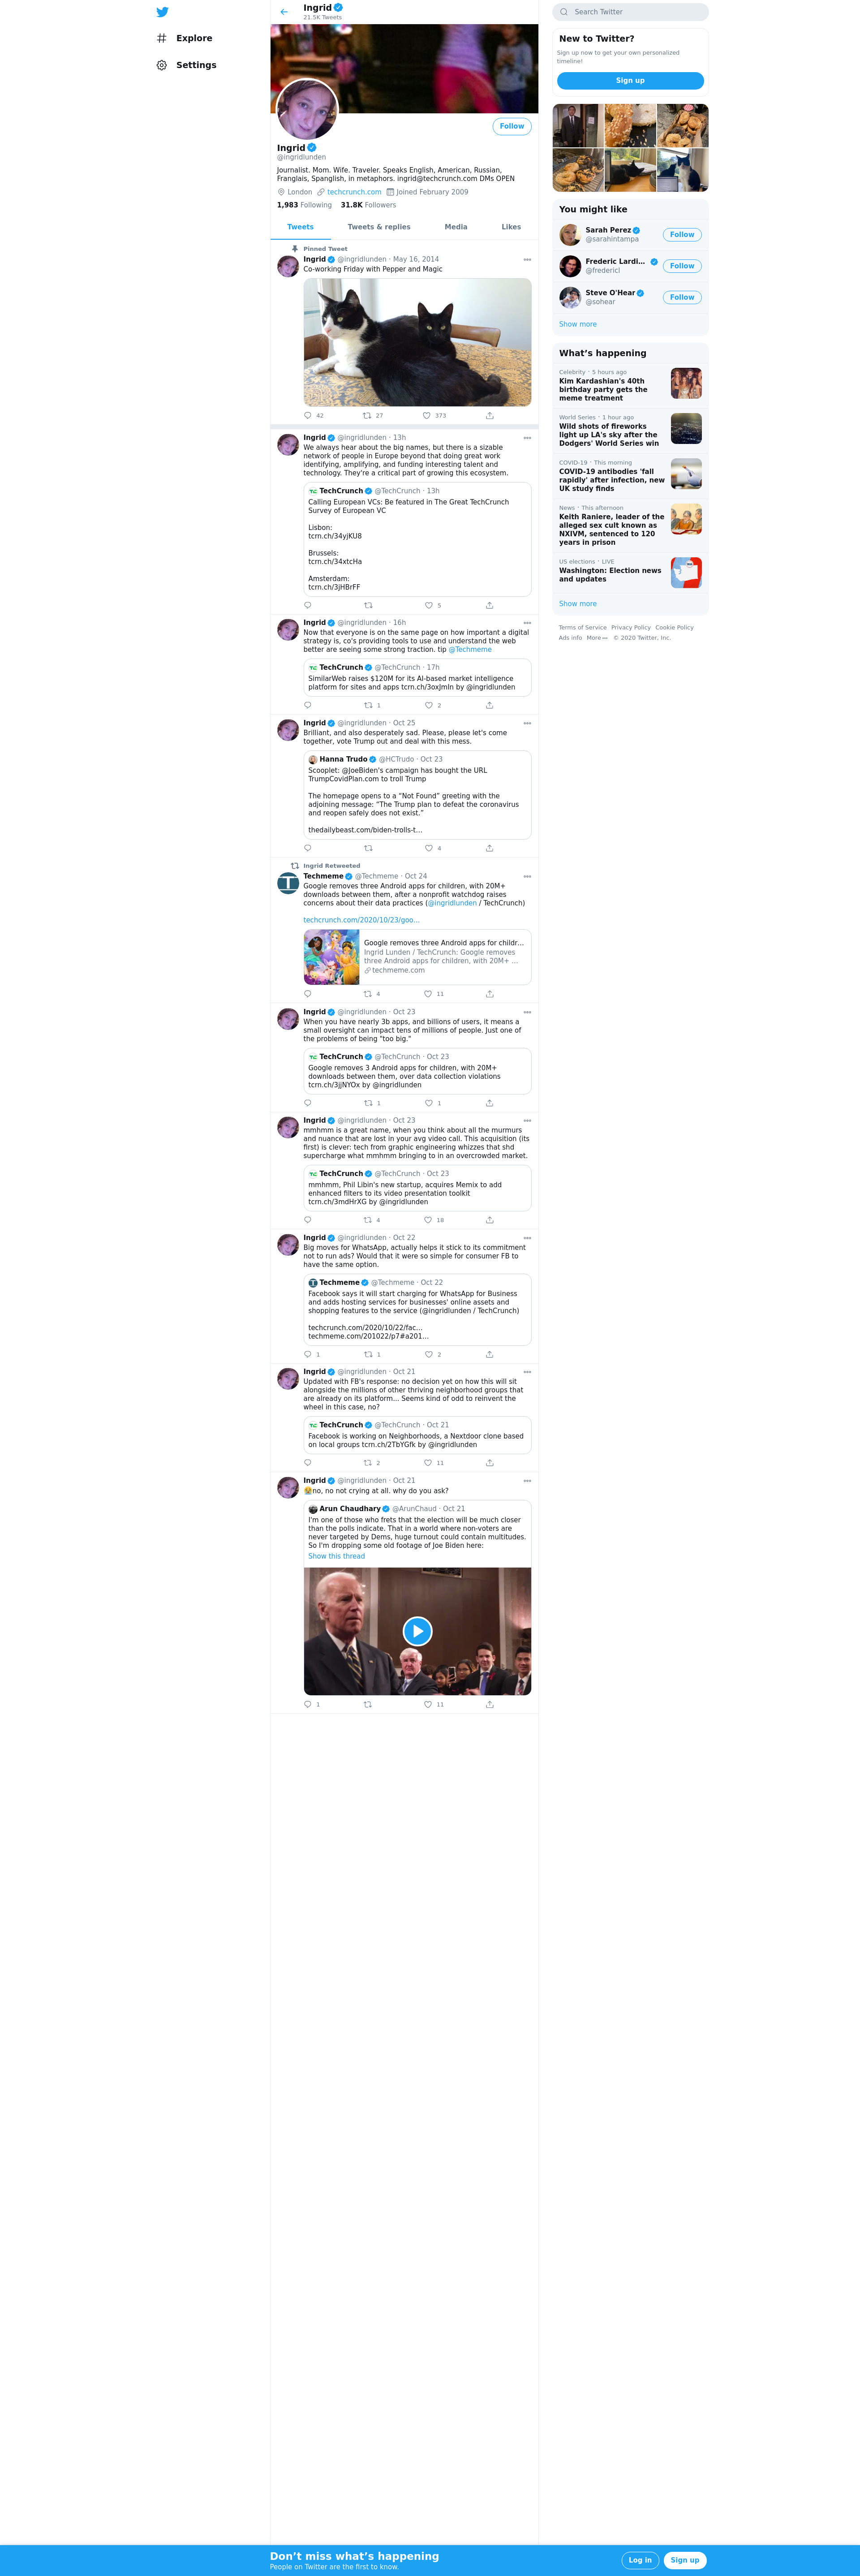 Explore
Settings
Ingrid
21.5K Tweets
Follow
Ingrid
@ingridlunden
Journalist. Mom. Wife. Traveler. Speaks English, American, Russian,
Franglais, Spanglish, in metaphors. ingrid@techcrunch.com DMs OPEN
London techcrunch.com Joined February 2009
1,983 Following 31.8K Followers
Tweets Tweets & replies Media Likes
Pinned Tweet
Ingrid @ingridlunden · May 16, 2014
Co-working Friday with Pepper and Magic
42 27 373
Ingrid @ingridlunden · 13h
We always hear about the big names, but there is a sizable
network of people in Europe beyond that doing great work
identifying, amplifying, and funding interesting talent and
technology. They're a critical part of growing this ecosystem.
TechCrunch @TechCrunch · 13h
Calling European VCs: Be featured in The Great TechCrunch
Survey of European VC
Lisbon:
tcrn.ch/34yjKU8
Brussels:
tcrn.ch/34xtcHa
Amsterdam:
tcrn.ch/3jHBrFF
5
Ingrid @ingridlunden · 16h
Now that everyone is on the same page on how important a digital
strategy is, co's providing tools to use and understand the web
better are seeing some strong traction. tip @Techmeme
TechCrunch @TechCrunch · 17h
SimilarWeb raises $120M for its AI-based market intelligence
platform for sites and apps tcrn.ch/3oxJmIn by @ingridlunden
1 2
Ingrid @ingridlunden · Oct 25
Brilliant, and also desperately sad. Please, please let's come
together, vote Trump out and deal with this mess.
Hanna Trudo @HCTrudo · Oct 23
Scooplet: @JoeBiden's campaign has bought the URL
TrumpCovidPlan.com to troll Trump
The homepage opens to a “Not Found” greeting with the
adjoining message: “The Trump plan to defeat the coronavirus
and reopen safely does not exist.”
thedailybeast.com/biden-trolls-t…
4
Ingrid Retweeted
Techmeme @Techmeme · Oct 24
Google removes three Android apps for children, with 20M+
downloads between them, after a nonprofit watchdog raises
concerns about their data practices (@ingridlunden / TechCrunch)
techcrunch.com/2020/10/23/goo…
Google removes three Android apps for childr…
Ingrid Lunden / TechCrunch: Google removes
three Android apps for children, with 20M+ …
techmeme.com
4 11
Ingrid @ingridlunden · Oct 23
When you have nearly 3b apps, and billions of users, it means a
small oversight can impact tens of millions of people. Just one of
the problems of being "too big."
TechCrunch @TechCrunch · Oct 23
Google removes 3 Android apps for children, with 20M+
downloads between them, over data collection violations
tcrn.ch/3jjNYOx by @ingridlunden
1 1
Ingrid @ingridlunden · Oct 23
mmhmm is a great name, when you think about all the murmurs
and nuance that are lost in your avg video call. This acquisition (its
first) is clever: tech from graphic engineering whizzes that shd
supercharge what mmhmm bringing to in an overcrowded market.
TechCrunch @TechCrunch · Oct 23
mmhmm, Phil Libin's new startup, acquires Memix to add
enhanced filters to its video presentation toolkit
tcrn.ch/3mdHrXG by @ingridlunden
4 18
Ingrid @ingridlunden · Oct 22
Big moves for WhatsApp, actually helps it stick to its commitment
not to run ads? Would that it were so simple for consumer FB to
have the same option.
Techmeme @Techmeme · Oct 22
Facebook says it will start charging for WhatsApp for Business
and adds hosting services for businesses' online assets and
shopping features to the service (@ingridlunden / TechCrunch)
techcrunch.com/2020/10/22/fac…
techmeme.com/201022/p7#a201…
1 1 2
Ingrid @ingridlunden · Oct 21
Updated with FB's response: no decision yet on how this will sit
alongside the millions of other thriving neighborhood groups that
are already on its platform... Seems kind of odd to reinvent the
wheel in this case, no?
TechCrunch @TechCrunch · Oct 21
Facebook is working on Neighborhoods, a Nextdoor clone based
on local groups tcrn.ch/2TbYGfk by @ingridlunden
2 11
Ingrid @ingridlunden · Oct 21
😭no, no not crying at all. why do you ask?
Arun Chaudhary @ArunChaud · Oct 21
I'm one of those who frets that the election will be much closer
than the polls indicate. That in a world where non-voters are
never targeted by Dems, huge turnout could contain multitudes.
So I'm dropping some old footage of Joe Biden here:
Show this thread
1 11
Search Twitter
New to Twitter?
Sign up now to get your own personalized
timeline!
Sign up
You might like
Sarah Perez
@sarahintampa
Follow
Frederic Lardi…
@fredericl
Follow
Steve O'Hear
@sohear
Follow
Show more
What’s happening
Celebrity · 5 hours ago
Kim Kardashian's 40th
birthday party gets the
meme treatment
World Series · 1 hour ago
Wild shots of fireworks
light up LA's sky after the
Dodgers' World Series win
COVID-19 · This morning
COVID-19 antibodies 'fall
rapidly' after infection, new
UK study finds
News · This afternoon
Keith Raniere, leader of the
alleged sex cult known as
NXIVM, sentenced to 120
years in prison
US elections · LIVE
Washington: Election news
and updates
Show more
Terms of Service Privacy Policy Cookie Policy
Ads info More © 2020 Twitter, Inc.
Don’t miss what’s happening
People on Twitter are the first to know.
Log in Sign up